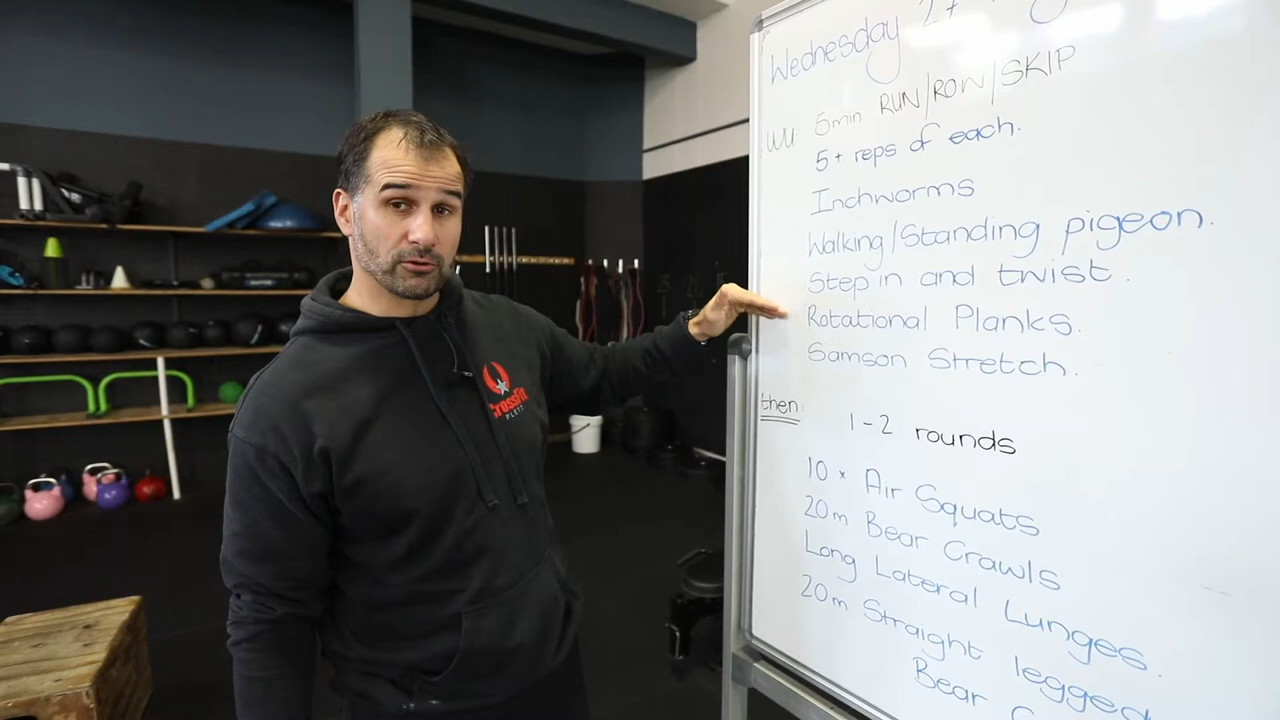 Wednesday 27
WU: 5min RUN/ROW/SKIP
5+ reps of each.
Inchworms
Walking/Standing pigeon.
Step in and twist.
Rotational Planks.
Samson Stretch.
then: 1-2 rounds
10 x Air Squats
20m Bear Crawls
Long Lateral Lunges.
20m Straight legged
Bear
CrossFit
PLETT